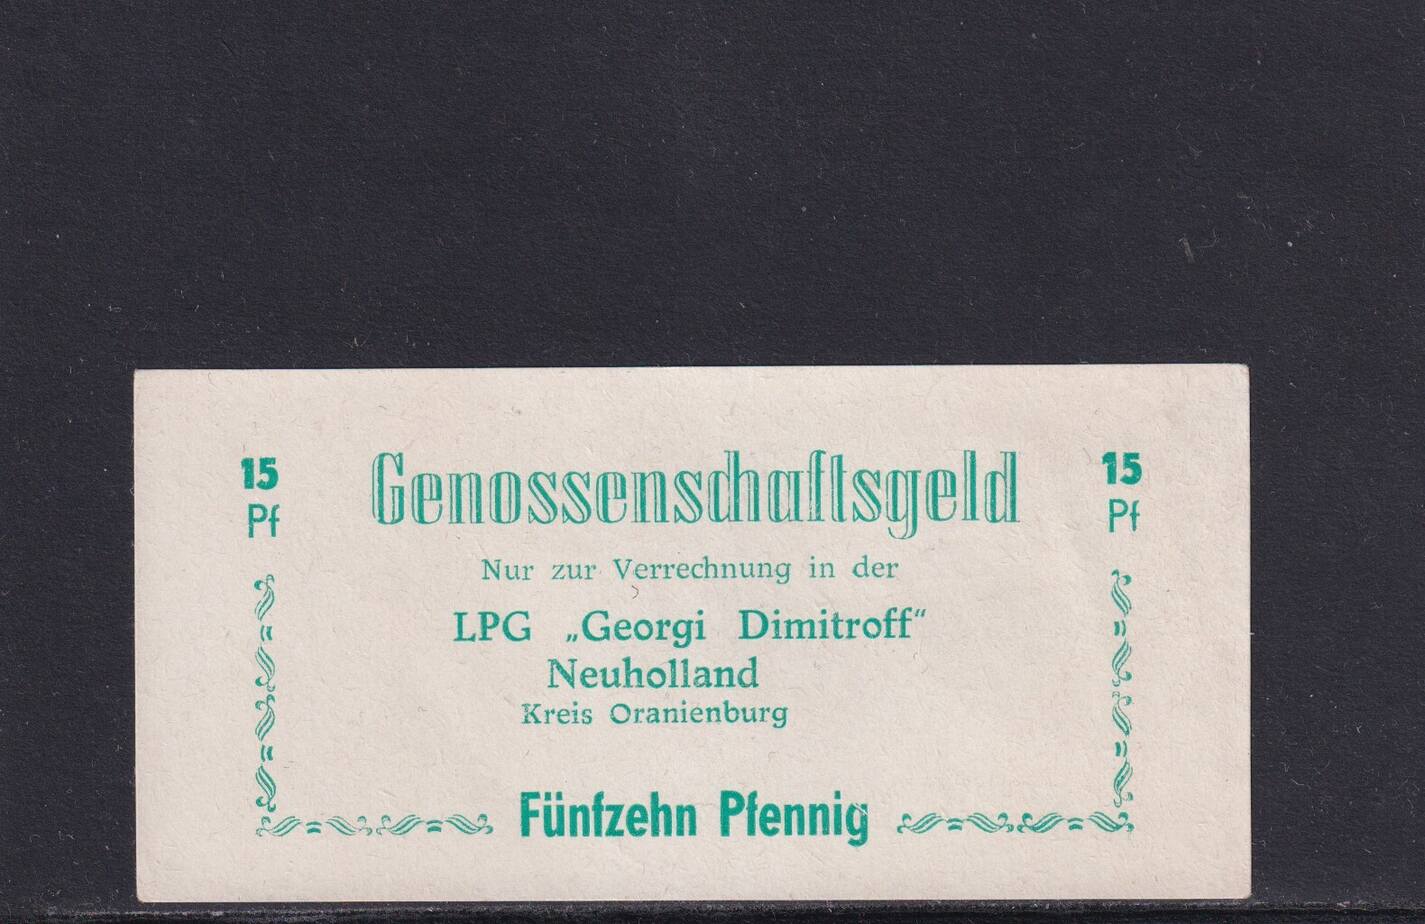 15 Genossenschaftsgeld 15
Pf Pf
Nur zur Verrechnung in der
LPG „Georgi Dimitroff“
Neuholland
Kreis Oranienburg
Fünfzehn Pfennig